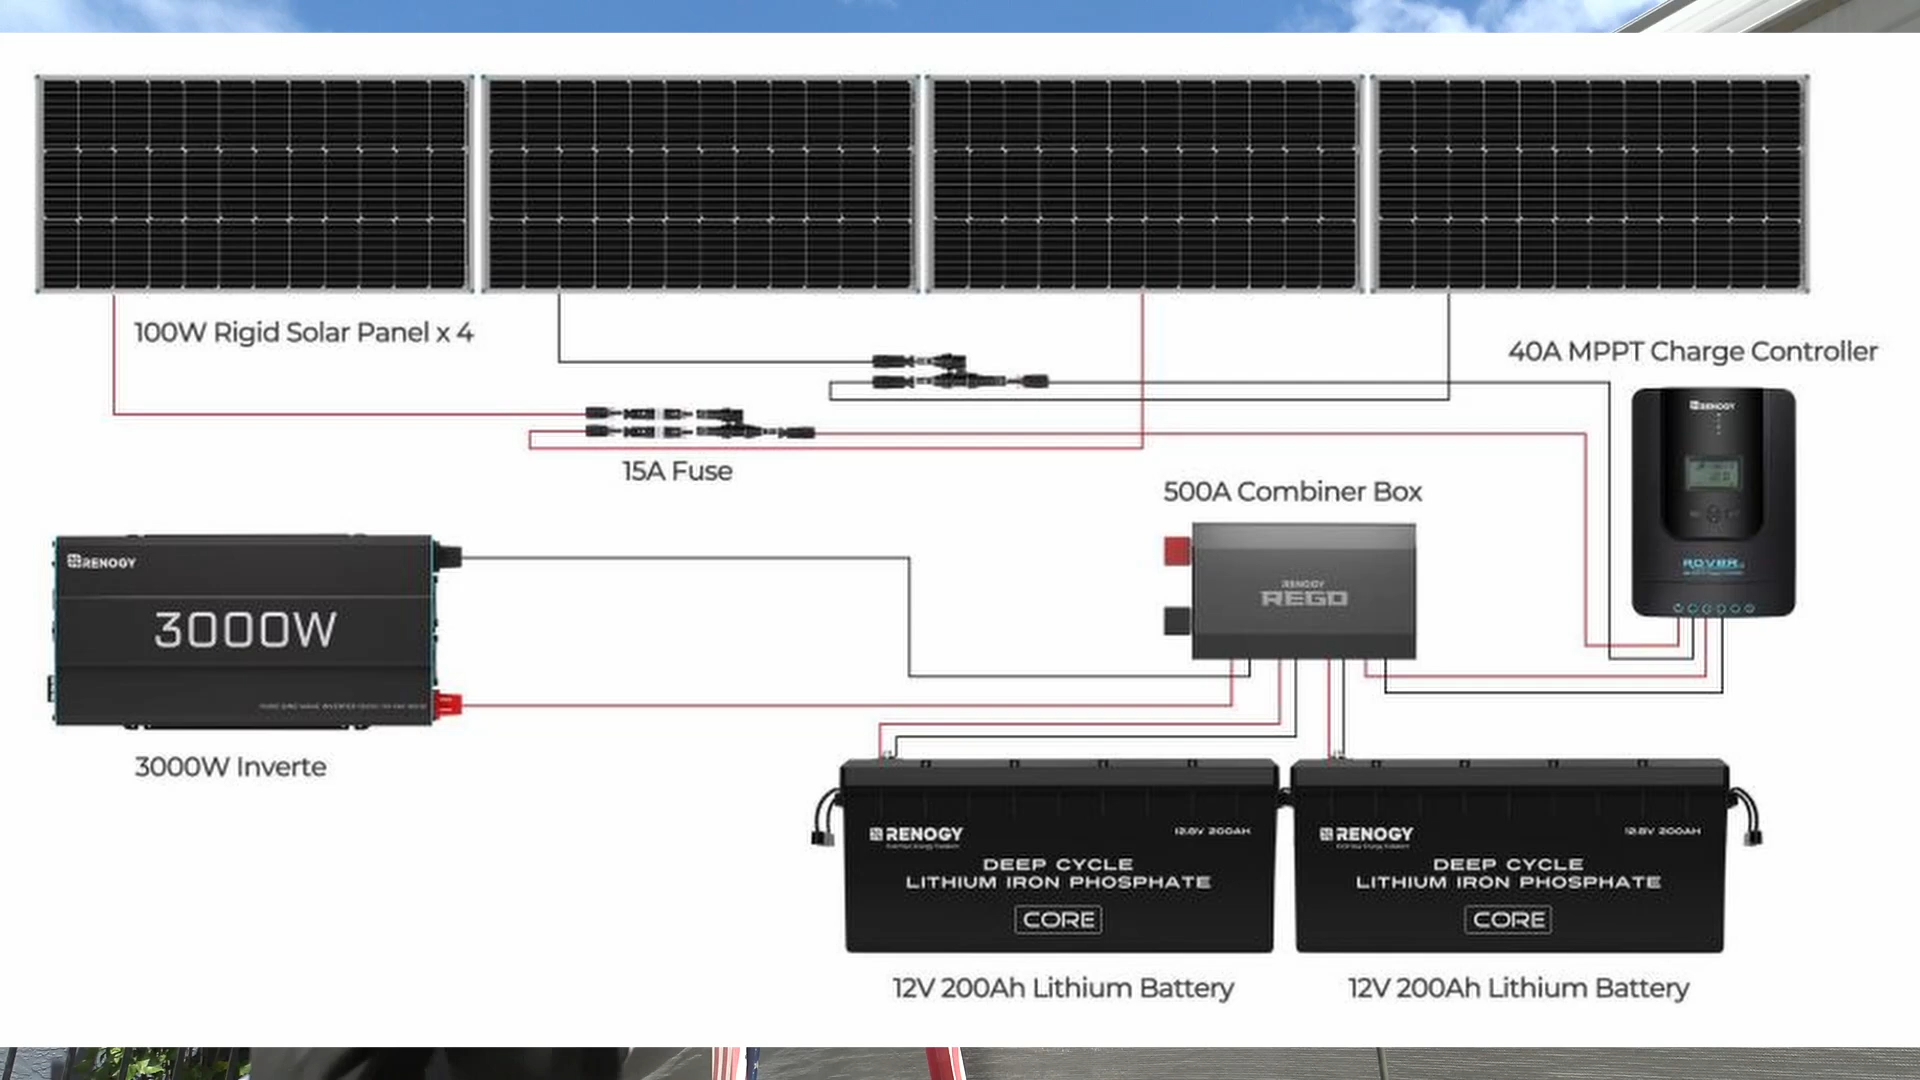 100W Rigid Solar Panel x 4
40A MPPT Charge Controller
RENOGY
15A Fuse
500A Combiner Box
ROVER
RENOGY
RENOGY
REGO
3000W
3000W Inverte
RENOGY
12.8V 200AH
DEEP CYCLE
LITHIUM IRON PHOSPHATE
CORE
RENOGY
12.8V 200AH
DEEP CYCLE
LITHIUM IRON PHOSPHATE
CORE
12V 200Ah Lithium Battery
12V 200Ah Lithium Battery